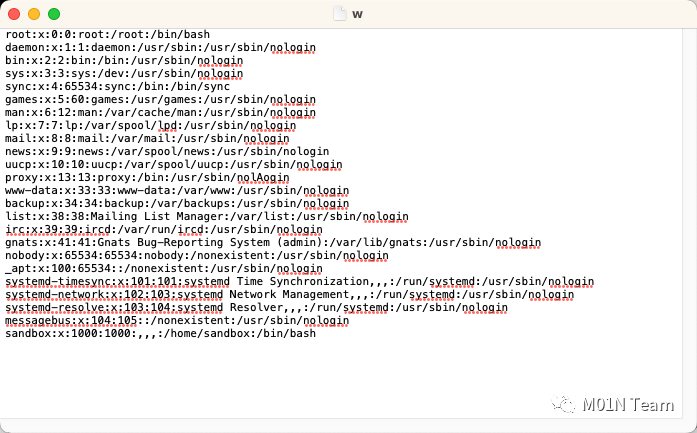 w
root:x:0:0:root:/root:/bin/bash
daemon:x:1:1:daemon:/usr/sbin:/usr/sbin/nologin
bin:x:2:2:bin:/bin:/usr/sbin/nologin
sys:x:3:3:sys:/dev:/usr/sbin/nologin
sync:x:4:65534:sync:/bin:/bin/sync
games:x:5:60:games:/usr/games:/usr/sbin/nologin
man:x:6:12:man:/var/cache/man:/usr/sbin/nologin
lp:x:7:7:lp:/var/spool/lpd:/usr/sbin/nologin
mail:x:8:8:mail:/var/mail:/usr/sbin/nologin
news:x:9:9:news:/var/spool/news:/usr/sbin/nologin
uucp:x:10:10:uucp:/var/spool/uucp:/usr/sbin/nologin
proxy:x:13:13:proxy:/bin:/usr/sbin/nolAogin
www-data:x:33:33:www-data:/var/www:/usr/sbin/nologin
backup:x:34:34:backup:/var/backups:/usr/sbin/nologin
list:x:38:38:Mailing List Manager:/var/list:/usr/sbin/nologin
irc:x:39:39:ircd:/var/run/ircd:/usr/sbin/nologin
gnats:x:41:41:Gnats Bug-Reporting System (admin):/var/lib/gnats:/usr/sbin/nologin
nobody:x:65534:65534:nobody:/nonexistent:/usr/sbin/nologin
_apt:x:100:65534::/nonexistent:/usr/sbin/nologin
systemd-timesync:x:101:101:systemd Time Synchronization,,,:/run/systemd:/usr/sbin/nologin
systemd-network:x:102:103:systemd Network Management,,,:/run/systemd:/usr/sbin/nologin
systemd-resolve:x:103:104:systemd Resolver,,,:/run/systemd:/usr/sbin/nologin
messagebus:x:104:105::/nonexistent:/usr/sbin/nologin
sandbox:x:1000:1000:,,,:/home/sandbox:/bin/bash
M01N Team